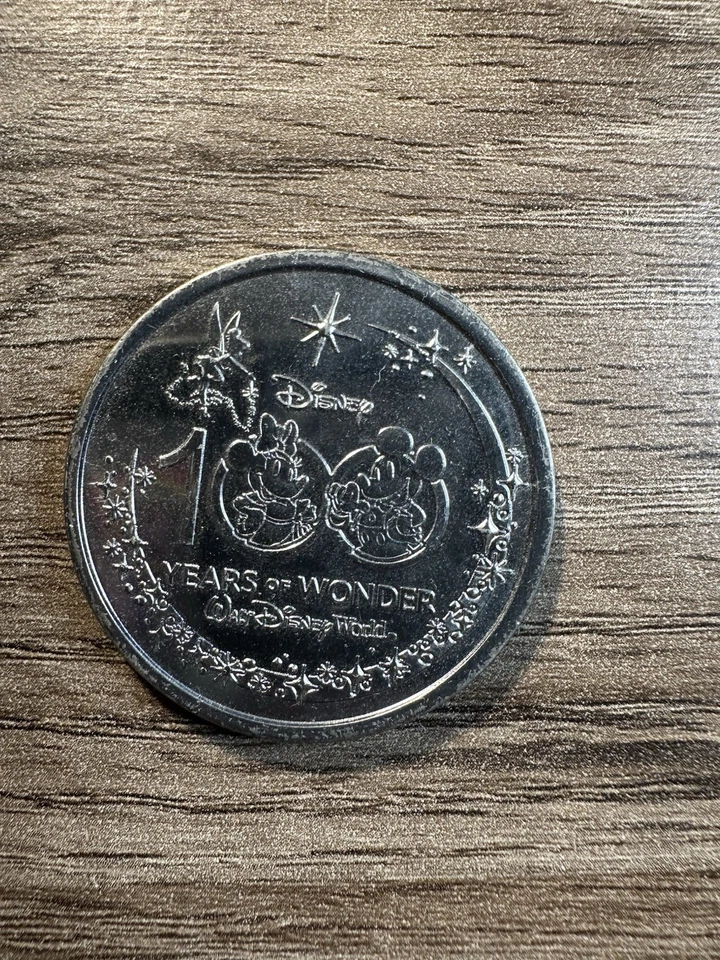 Disney
100
YEARS OF WONDER
Walt Disney World